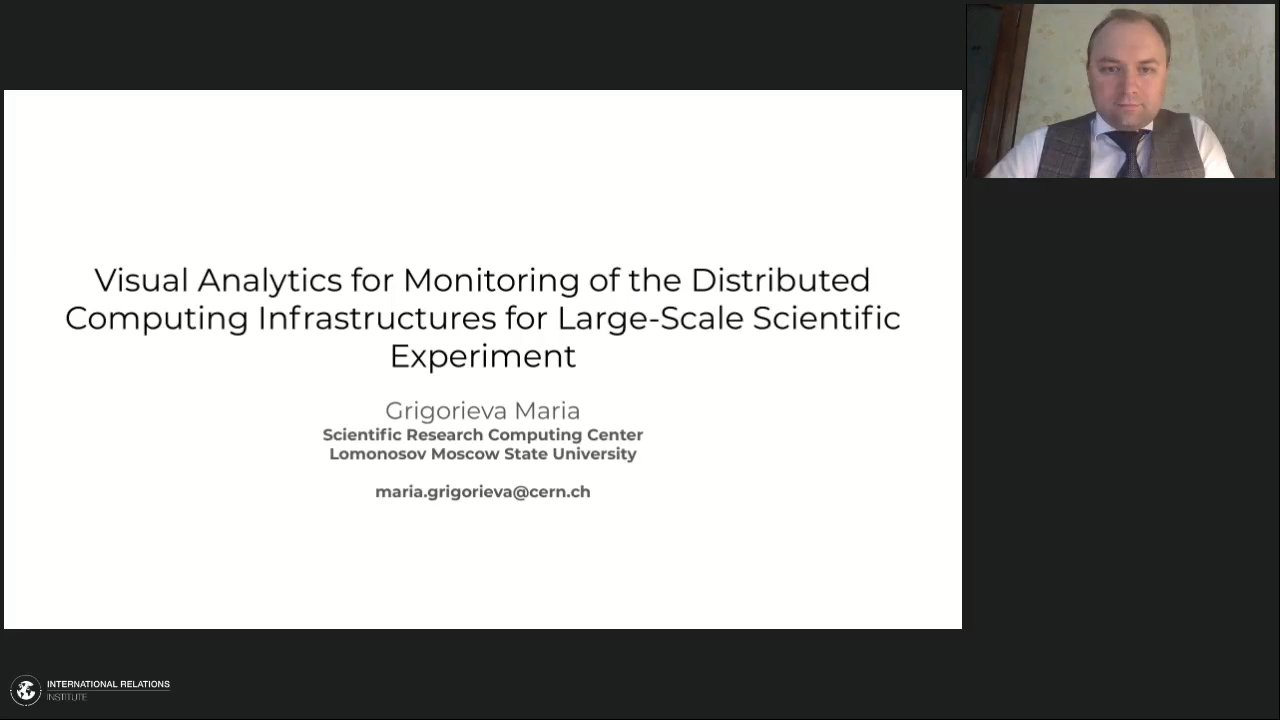 Visual Analytics for Monitoring of the Distributed
Computing Infrastructures for Large-Scale Scientific
Experiment
Grigorieva Maria
Scientific Research Computing Center
Lomonosov Moscow State University
maria.grigorieva@cern.ch
INTERNATIONAL RELATIONS
INSTITUTE